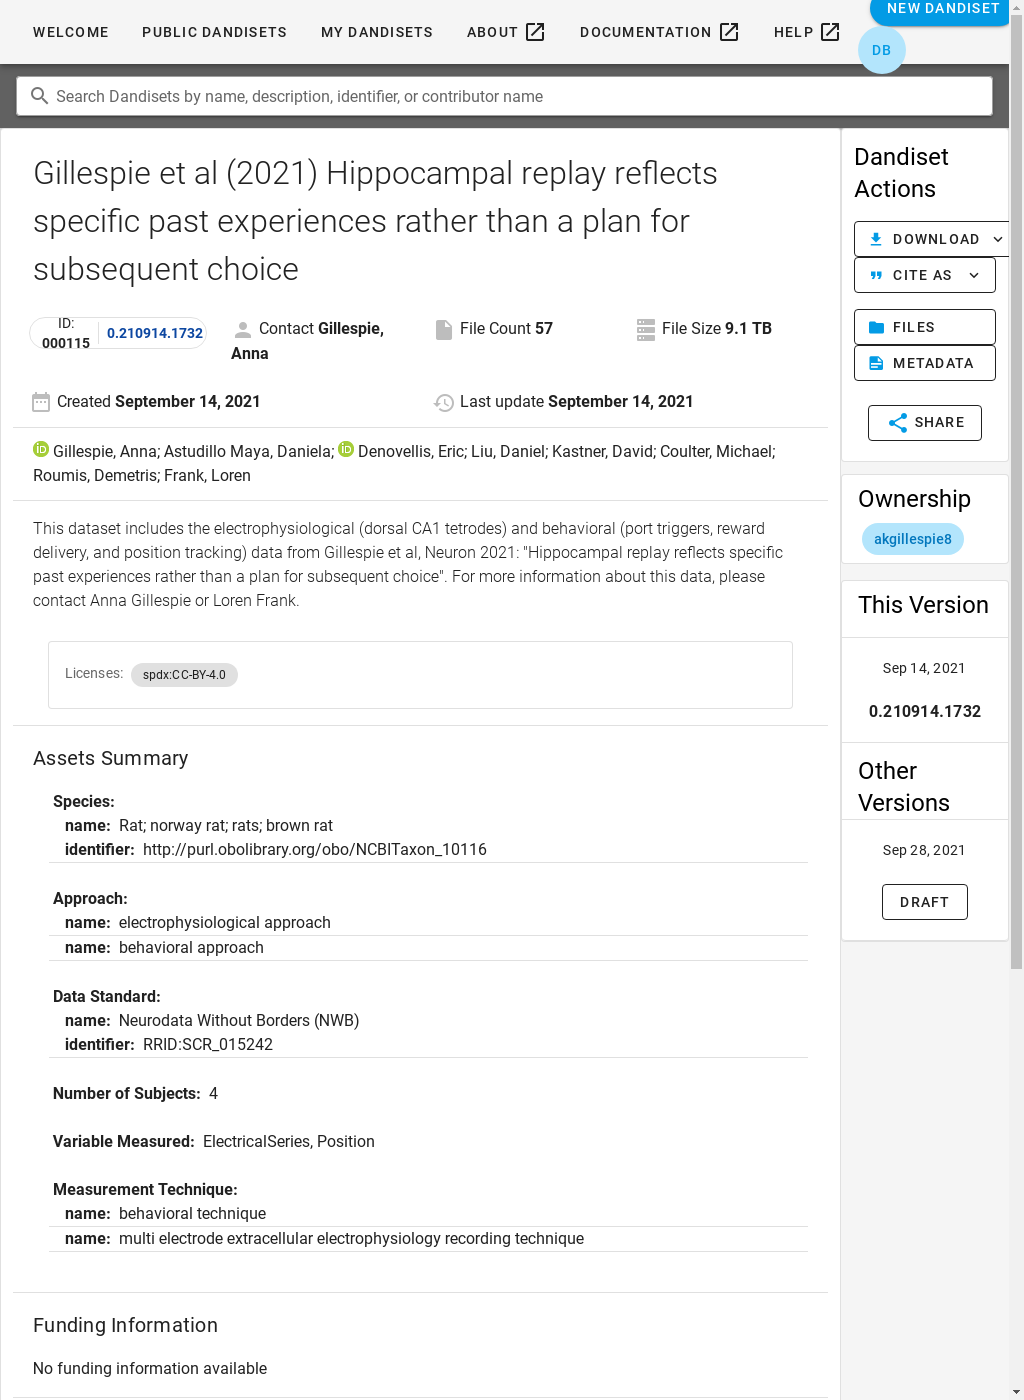 WELCOME PUBLIC DANDISETS MY DANDISETS ABOUT DOCUMENTATION HELP NEW DANDISET
DB
Search Dandisets by name, description, identifier, or contributor name
Gillespie et al (2021) Hippocampal replay reflects
specific past experiences rather than a plan for
subsequent choice
ID:
000115
0.210914.1732
Contact Gillespie,
Anna
File Count 57
File Size 9.1 TB
Created September 14, 2021
Last update September 14, 2021
iD Gillespie, Anna; Astudillo Maya, Daniela; iD Denovellis, Eric; Liu, Daniel; Kastner, David; Coulter, Michael;
Roumis, Demetris; Frank, Loren
This dataset includes the electrophysiological (dorsal CA1 tetrodes) and behavioral (port triggers, reward
delivery, and position tracking) data from Gillespie et al, Neuron 2021: "Hippocampal replay reflects specific
past experiences rather than a plan for subsequent choice". For more information about this data, please
contact Anna Gillespie or Loren Frank.
Licenses: spdx:CC-BY-4.0
Assets Summary
Species:
name: Rat; norway rat; rats; brown rat
identifier: http://purl.obolibrary.org/obo/NCBITaxon_10116
Approach:
name: electrophysiological approach
name: behavioral approach
Data Standard:
name: Neurodata Without Borders (NWB)
identifier: RRID:SCR_015242
Number of Subjects: 4
Variable Measured: ElectricalSeries, Position
Measurement Technique:
name: behavioral technique
name: multi electrode extracellular electrophysiology recording technique
Funding Information
No funding information available
Dandiset
Actions
DOWNLOAD
CITE AS
FILES
METADATA
SHARE
Ownership
akgillespie8
This Version
Sep 14, 2021
0.210914.1732
Other
Versions
Sep 28, 2021
DRAFT